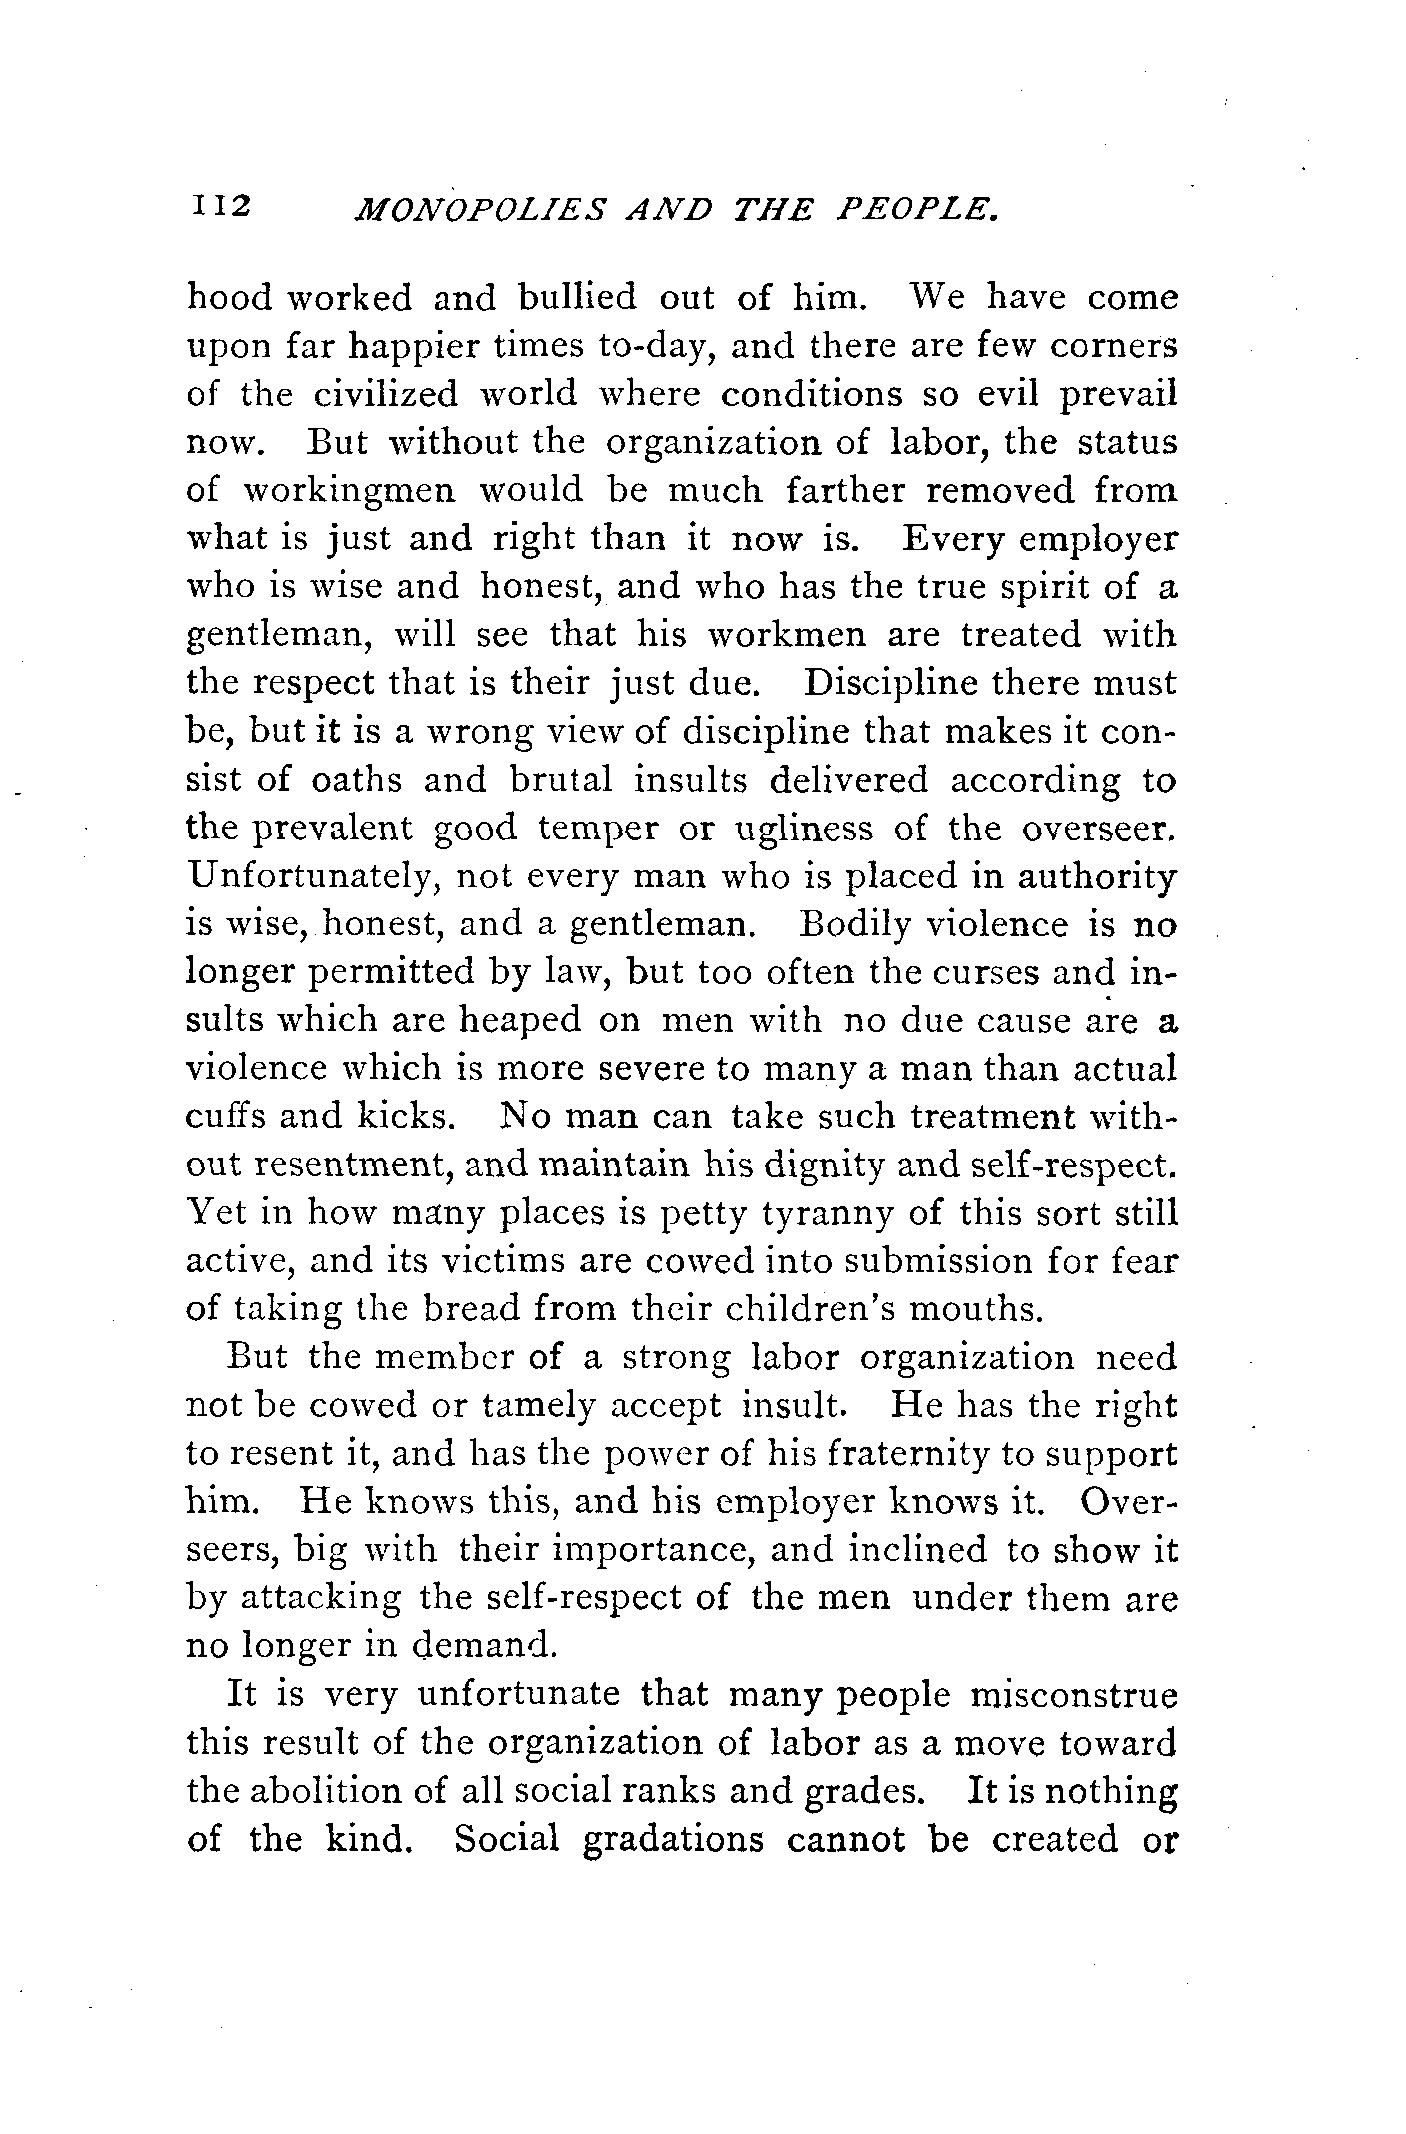 112 MONOPOLIES AND THE PEOPLE.
hood worked and bullied out of him. We have come
upon far happier times to-day, and there are few corners
of the civilized world where conditions so evil prevail
now. But without the organization of labor, the status
of workingmen would be much farther removed from
what is just and right than it now is. Every employer
who is wise and honest, and who has the true spirit of a
gentleman, will see that his workmen are treated with
the respect that is their just due. Discipline there must
be, but it is a wrong view of discipline that makes it con-
sist of oaths and brutal insults delivered according to
the prevalent good temper or ugliness of the overseer.
Unfortunately, not every man who is placed in authority
is wise, honest, and a gentleman. Bodily violence is no
longer permitted by law, but too often the curses and in-
sults which are heaped on men with no due cause are a
violence which is more severe to many a man than actual
cuffs and kicks. No man can take such treatment with-
out resentment, and maintain his dignity and self-respect.
Yet in how many places is petty tyranny of this sort still
active, and its victims are cowed into submission for fear
of taking the bread from their children's mouths.
But the member of a strong labor organization need
not be cowed or tamely accept insult. He has the right
to resent it, and has the power of his fraternity to support
him. He knows this, and his employer knows it. Over-
seers, big with their importance, and inclined to show it
by attacking the self-respect of the men under them are
no longer in demand.
It is very unfortunate that many people misconstrue
this result of the organization of labor as a move toward
the abolition of all social ranks and grades. It is nothing
of the kind. Social gradations cannot be created or